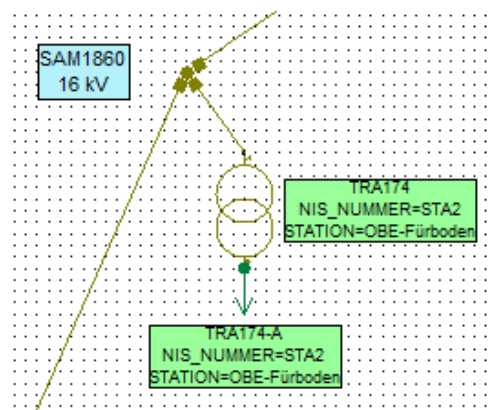 SAM1860
16 kV
TRA174
NIS_NUMMER=STA2
STATION=OBE-Fürboden
TRA174-A
NIS_NUMMER=STA2
STATION=OBE-Fürboden